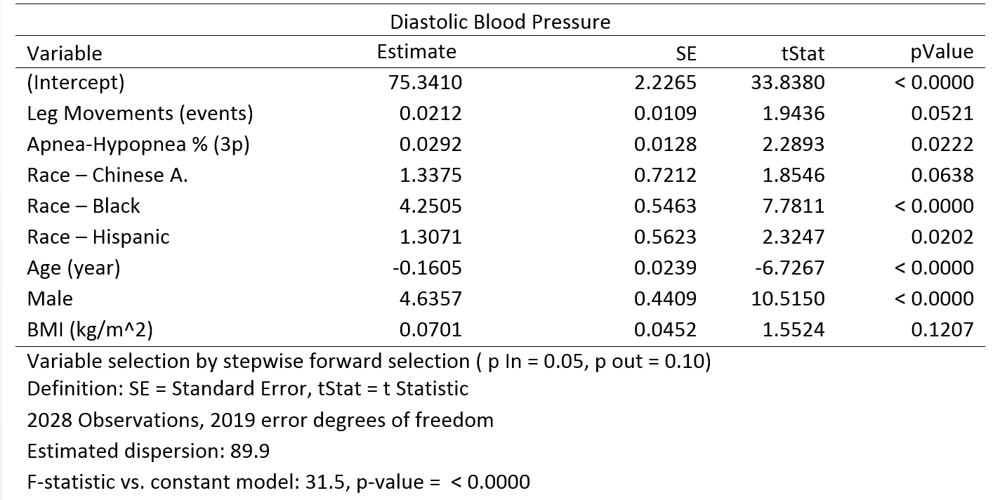 Diastolic Blood Pressure
Variable Estimate SE tStat pValue
(Intercept) 75.3410 2.2265 33.8380 < 0.0000
Leg Movements (events) 0.0212 0.0109 1.9436 0.0521
Apnea-Hypopnea % (3p) 0.0292 0.0128 2.2893 0.0222
Race – Chinese A. 1.3375 0.7212 1.8546 0.0638
Race – Black 4.2505 0.5463 7.7811 < 0.0000
Race – Hispanic 1.3071 0.5623 2.3247 0.0202
Age (year) -0.1605 0.0239 -6.7267 < 0.0000
Male 4.6357 0.4409 10.5150 < 0.0000
BMI (kg/m^2) 0.0701 0.0452 1.5524 0.1207
Variable selection by stepwise forward selection ( p In = 0.05, p out = 0.10)
Definition: SE = Standard Error, tStat = t Statistic
2028 Observations, 2019 error degrees of freedom
Estimated dispersion: 89.9
F-statistic vs. constant model: 31.5, p-value = < 0.0000